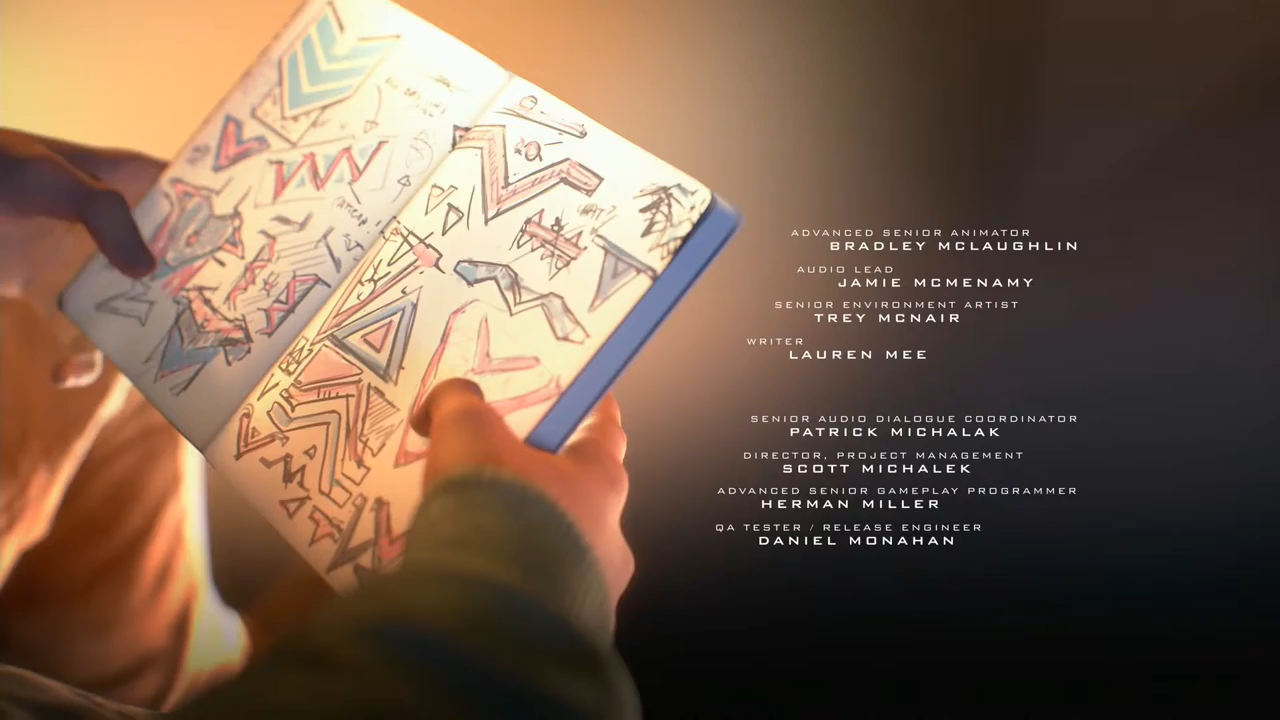 ADVANCED SENIOR ANIMATOR
BRADLEY MCLAUGHLIN
AUDIO LEAD
JAMIE MCMENAMY
SENIOR ENVIRONMENT ARTIST
TREY MCNAIR
WRITER
LAUREN MEE
SENIOR AUDIO DIALOGUE COORDINATOR
PATRICK MICHALAK
DIRECTOR, PROJECT MANAGEMENT
SCOTT MICHALEK
ADVANCED SENIOR GAMEPLAY PROGRAMMER
HERMAN MILLER
QA TESTER / RELEASE ENGINEER
DANIEL MONAHAN